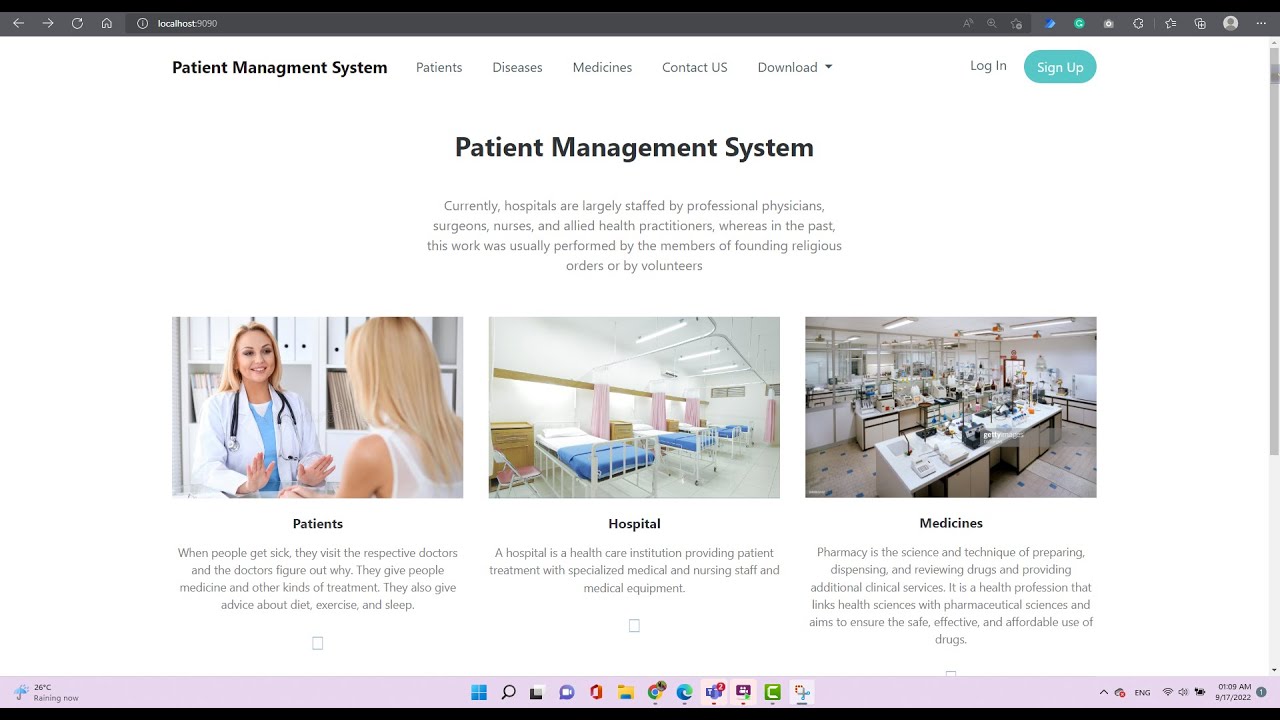 localhost:9090
Patient Managment System
Patients
Diseases
Medicines
Contact US
Download
Log In
Sign Up
Patient Management System
Currently, hospitals are largely staffed by professional physicians,
surgeons, nurses, and allied health practitioners, whereas in the past,
this work was usually performed by the members of founding religious
orders or by volunteers
gettyimages
Patients
When people get sick, they visit the respective doctors
and the doctors figure out why. They give people
medicine and other kinds of treatment. They also give
advice about diet, exercise, and sleep.
Hospital
A hospital is a health care institution providing patient
treatment with specialized medical and nursing staff and
medical equipment.
Medicines
Pharmacy is the science and technique of preparing,
dispensing, and reviewing drugs and providing
additional clinical services. It is a health profession that
links health sciences with pharmaceutical sciences and
aims to ensure the safe, effective, and affordable use of
drugs.
26°C
Raining now
2
ENG
01:09 AM
9/17/2022
1